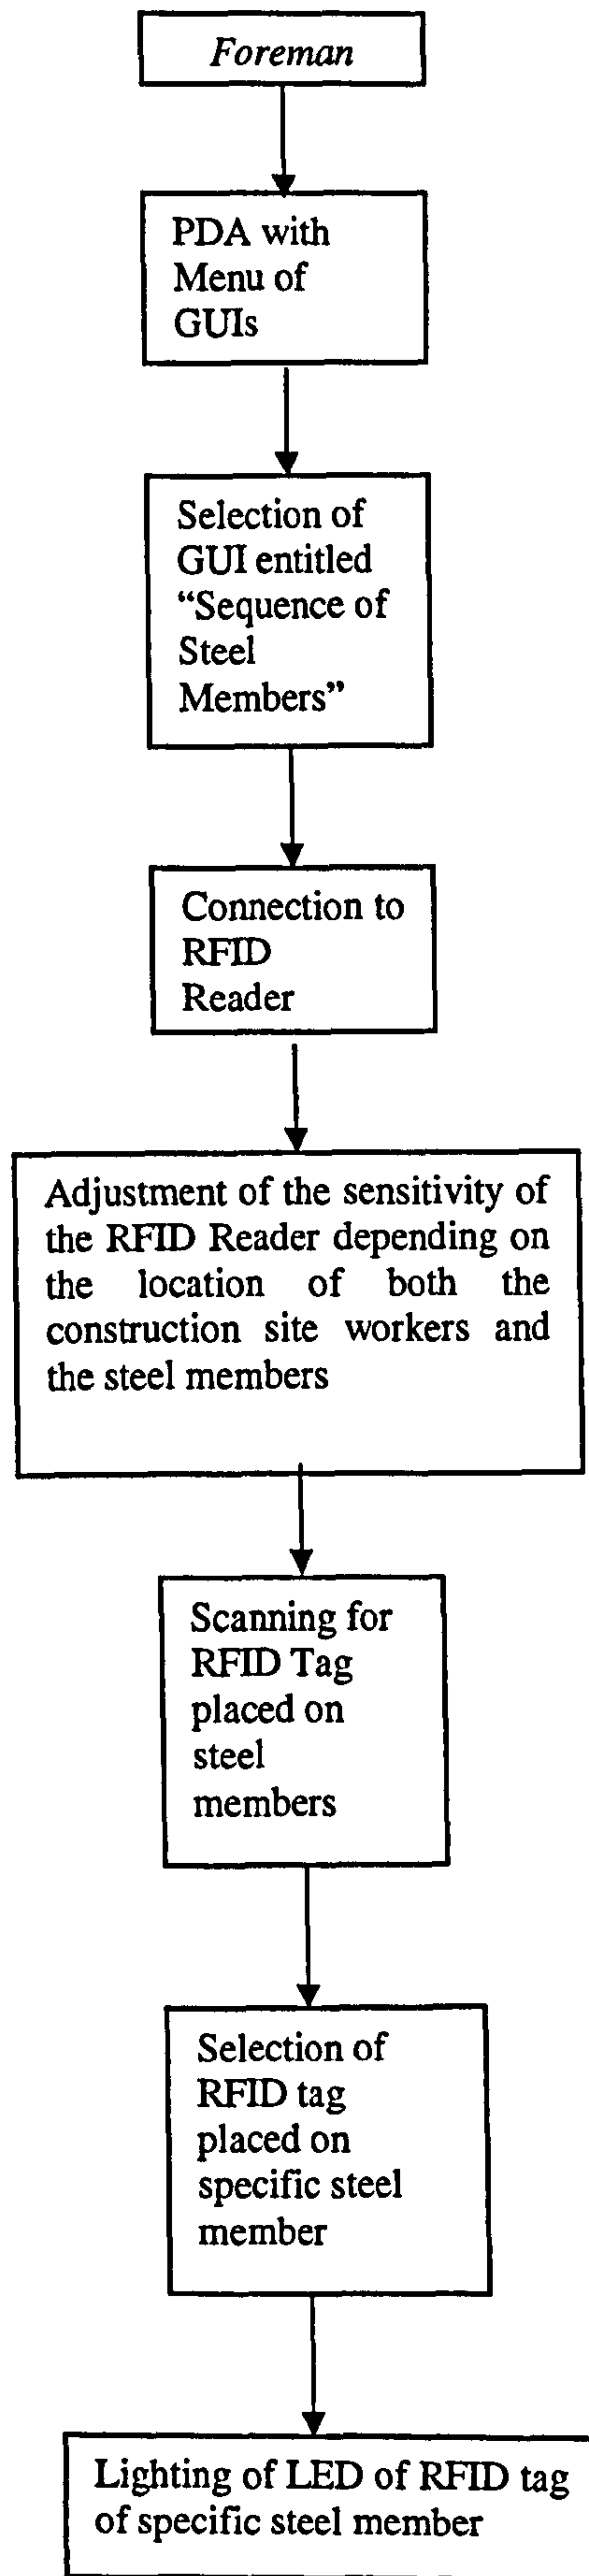 Foreman
PDA with
Menu of
GUIs
Selection of
GUI entitled
“Sequence of
Steel
Members”
Connection to
RFID
Reader
Adjustment of the sensitivity of
the RFID Reader depending on
the location of both the
construction site workers and
the steel members
Scanning for
RFID Tag
placed on
steel
members
Selection of
RFID tag
placed on
specific steel
member
Lighting of LED of RFID tag
of specific steel member